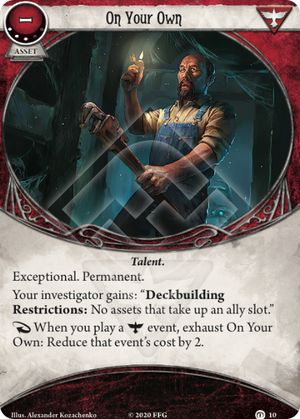 On Your Own
ASSET
Talent.
Exceptional. Permanent.
Your investigator gains: “Deckbuilding
Restrictions: No assets that take up an ally slot.”
When you play a event, exhaust On Your
Own: Reduce that event's cost by 2.
Illus. Alexander Kozachenko © 2020 FFG 10